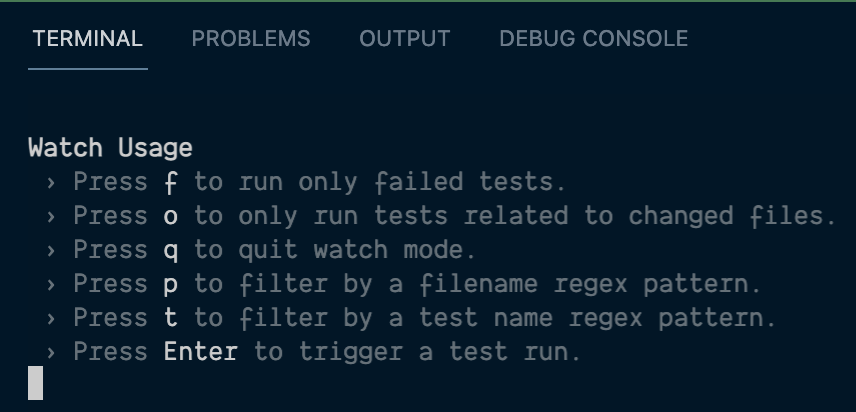 TERMINAL PROBLEMS OUTPUT DEBUG CONSOLE
Watch Usage
› Press f to run only failed tests.
› Press o to only run tests related to changed files.
› Press q to quit watch mode.
› Press p to filter by a filename regex pattern.
› Press t to filter by a test name regex pattern.
› Press Enter to trigger a test run.